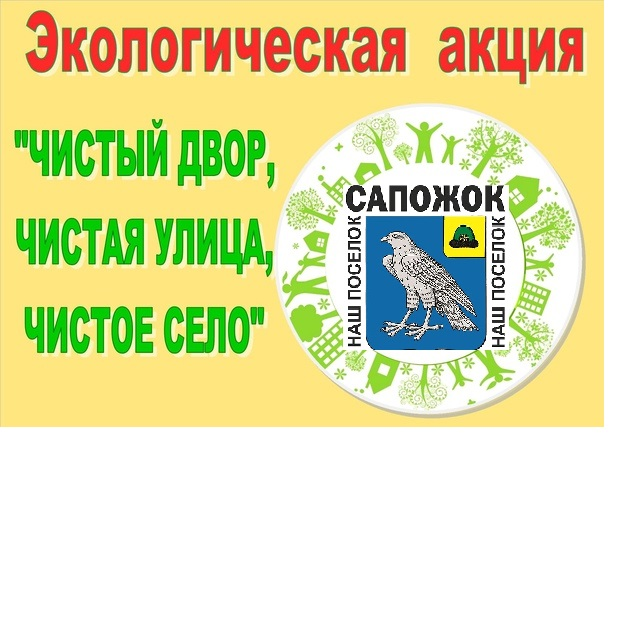 Экологическая акция
"ЧИСТЫЙ ДВОР,
ЧИСТАЯ УЛИЦА,
ЧИСТОЕ СЕЛО"
САПОЖОК
НАШ ПОСЕЛОК
НАШ ПОСЕЛОК